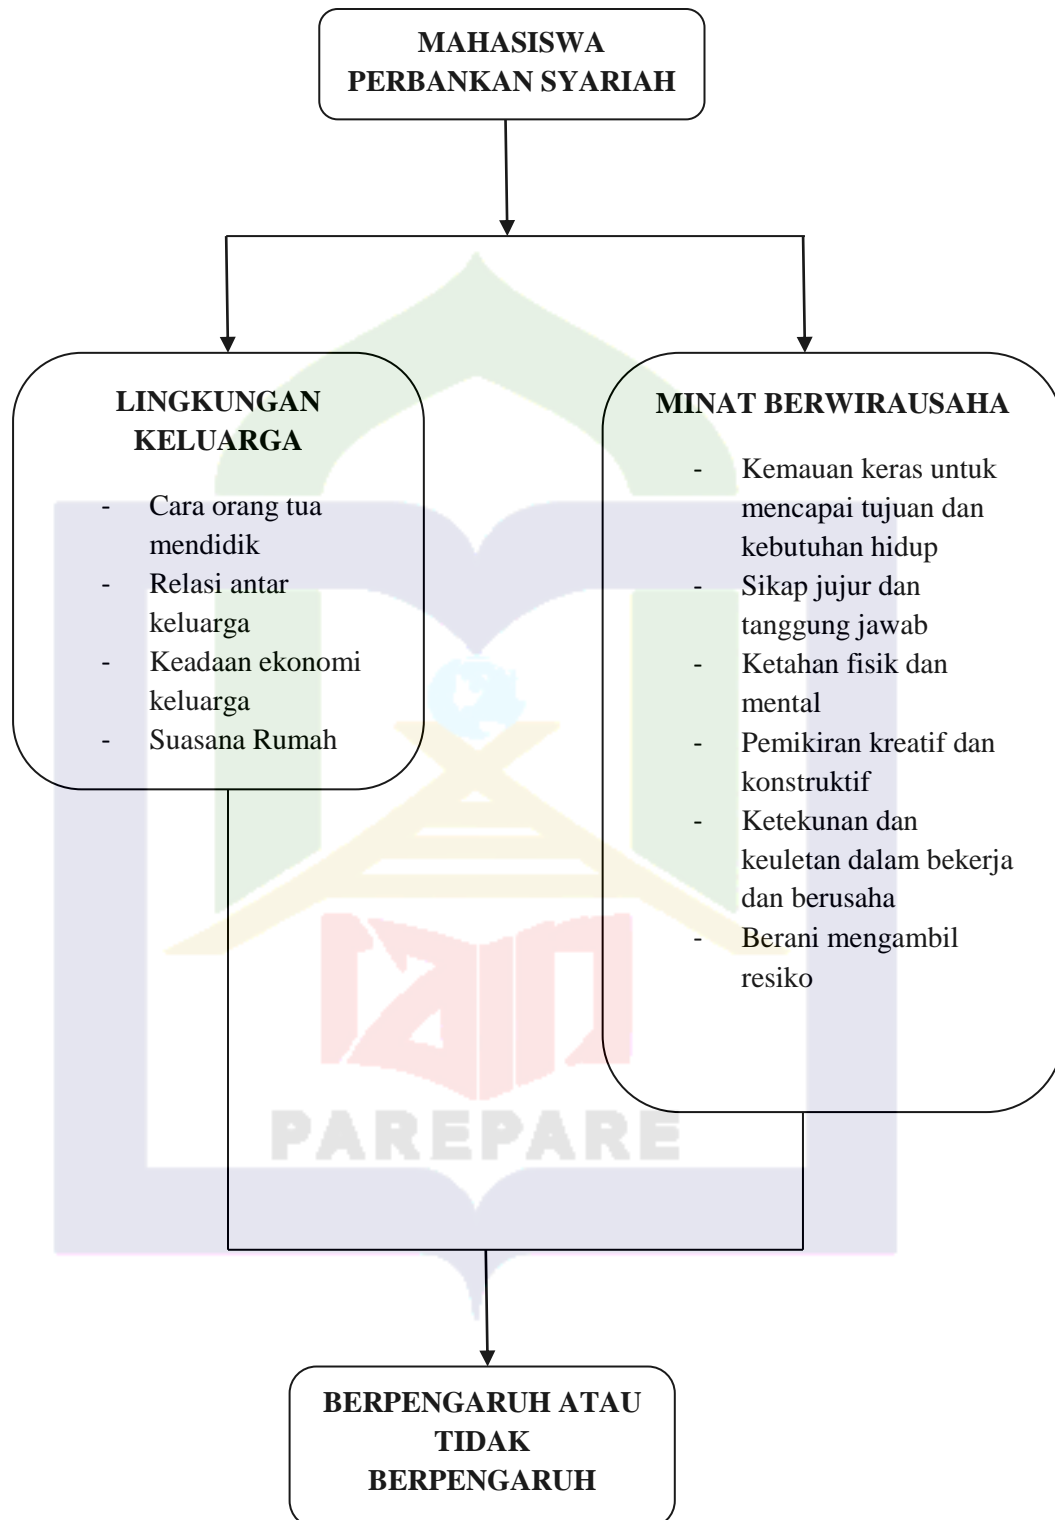 MAHASISWA
PERBANKAN SYARIAH
LINGKUNGAN
KELUARGA
- Cara orang tua
mendidik
- Relasi antar
keluarga
- Keadaan ekonomi
keluarga
- Suasana Rumah
MINAT BERWIRAUSAHA
- Kemauan keras untuk
mencapai tujuan dan
kebutuhan hidup
- Sikap jujur dan
tanggung jawab
- Ketahan fisik dan
mental
- Pemikiran kreatif dan
konstruktif
- Ketekunan dan
keuletan dalam bekerja
dan berusaha
- Berani mengambil
resiko
iain
PAREPARE
BERPENGARUH ATAU
TIDAK
BERPENGARUH